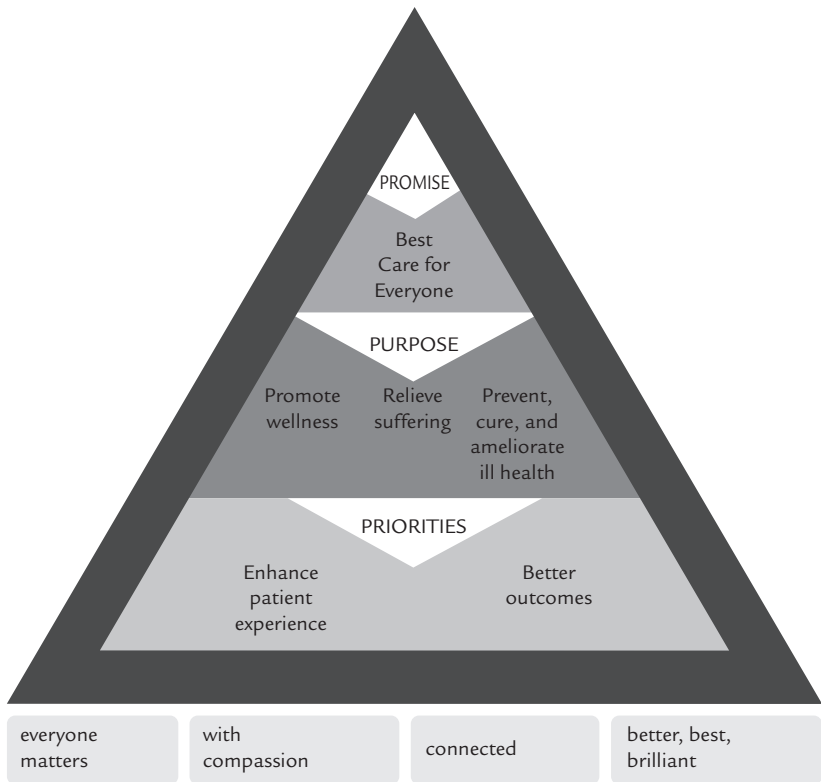 PROMISE
Best
Care for
Everyone
PURPOSE
Promote
wellness
Relieve
suffering
Prevent,
cure, and
ameliorate
ill health
PRIORITIES
Enhance
patient
experience
Better
outcomes
everyone
matters
with
compassion
connected
better, best,
brilliant